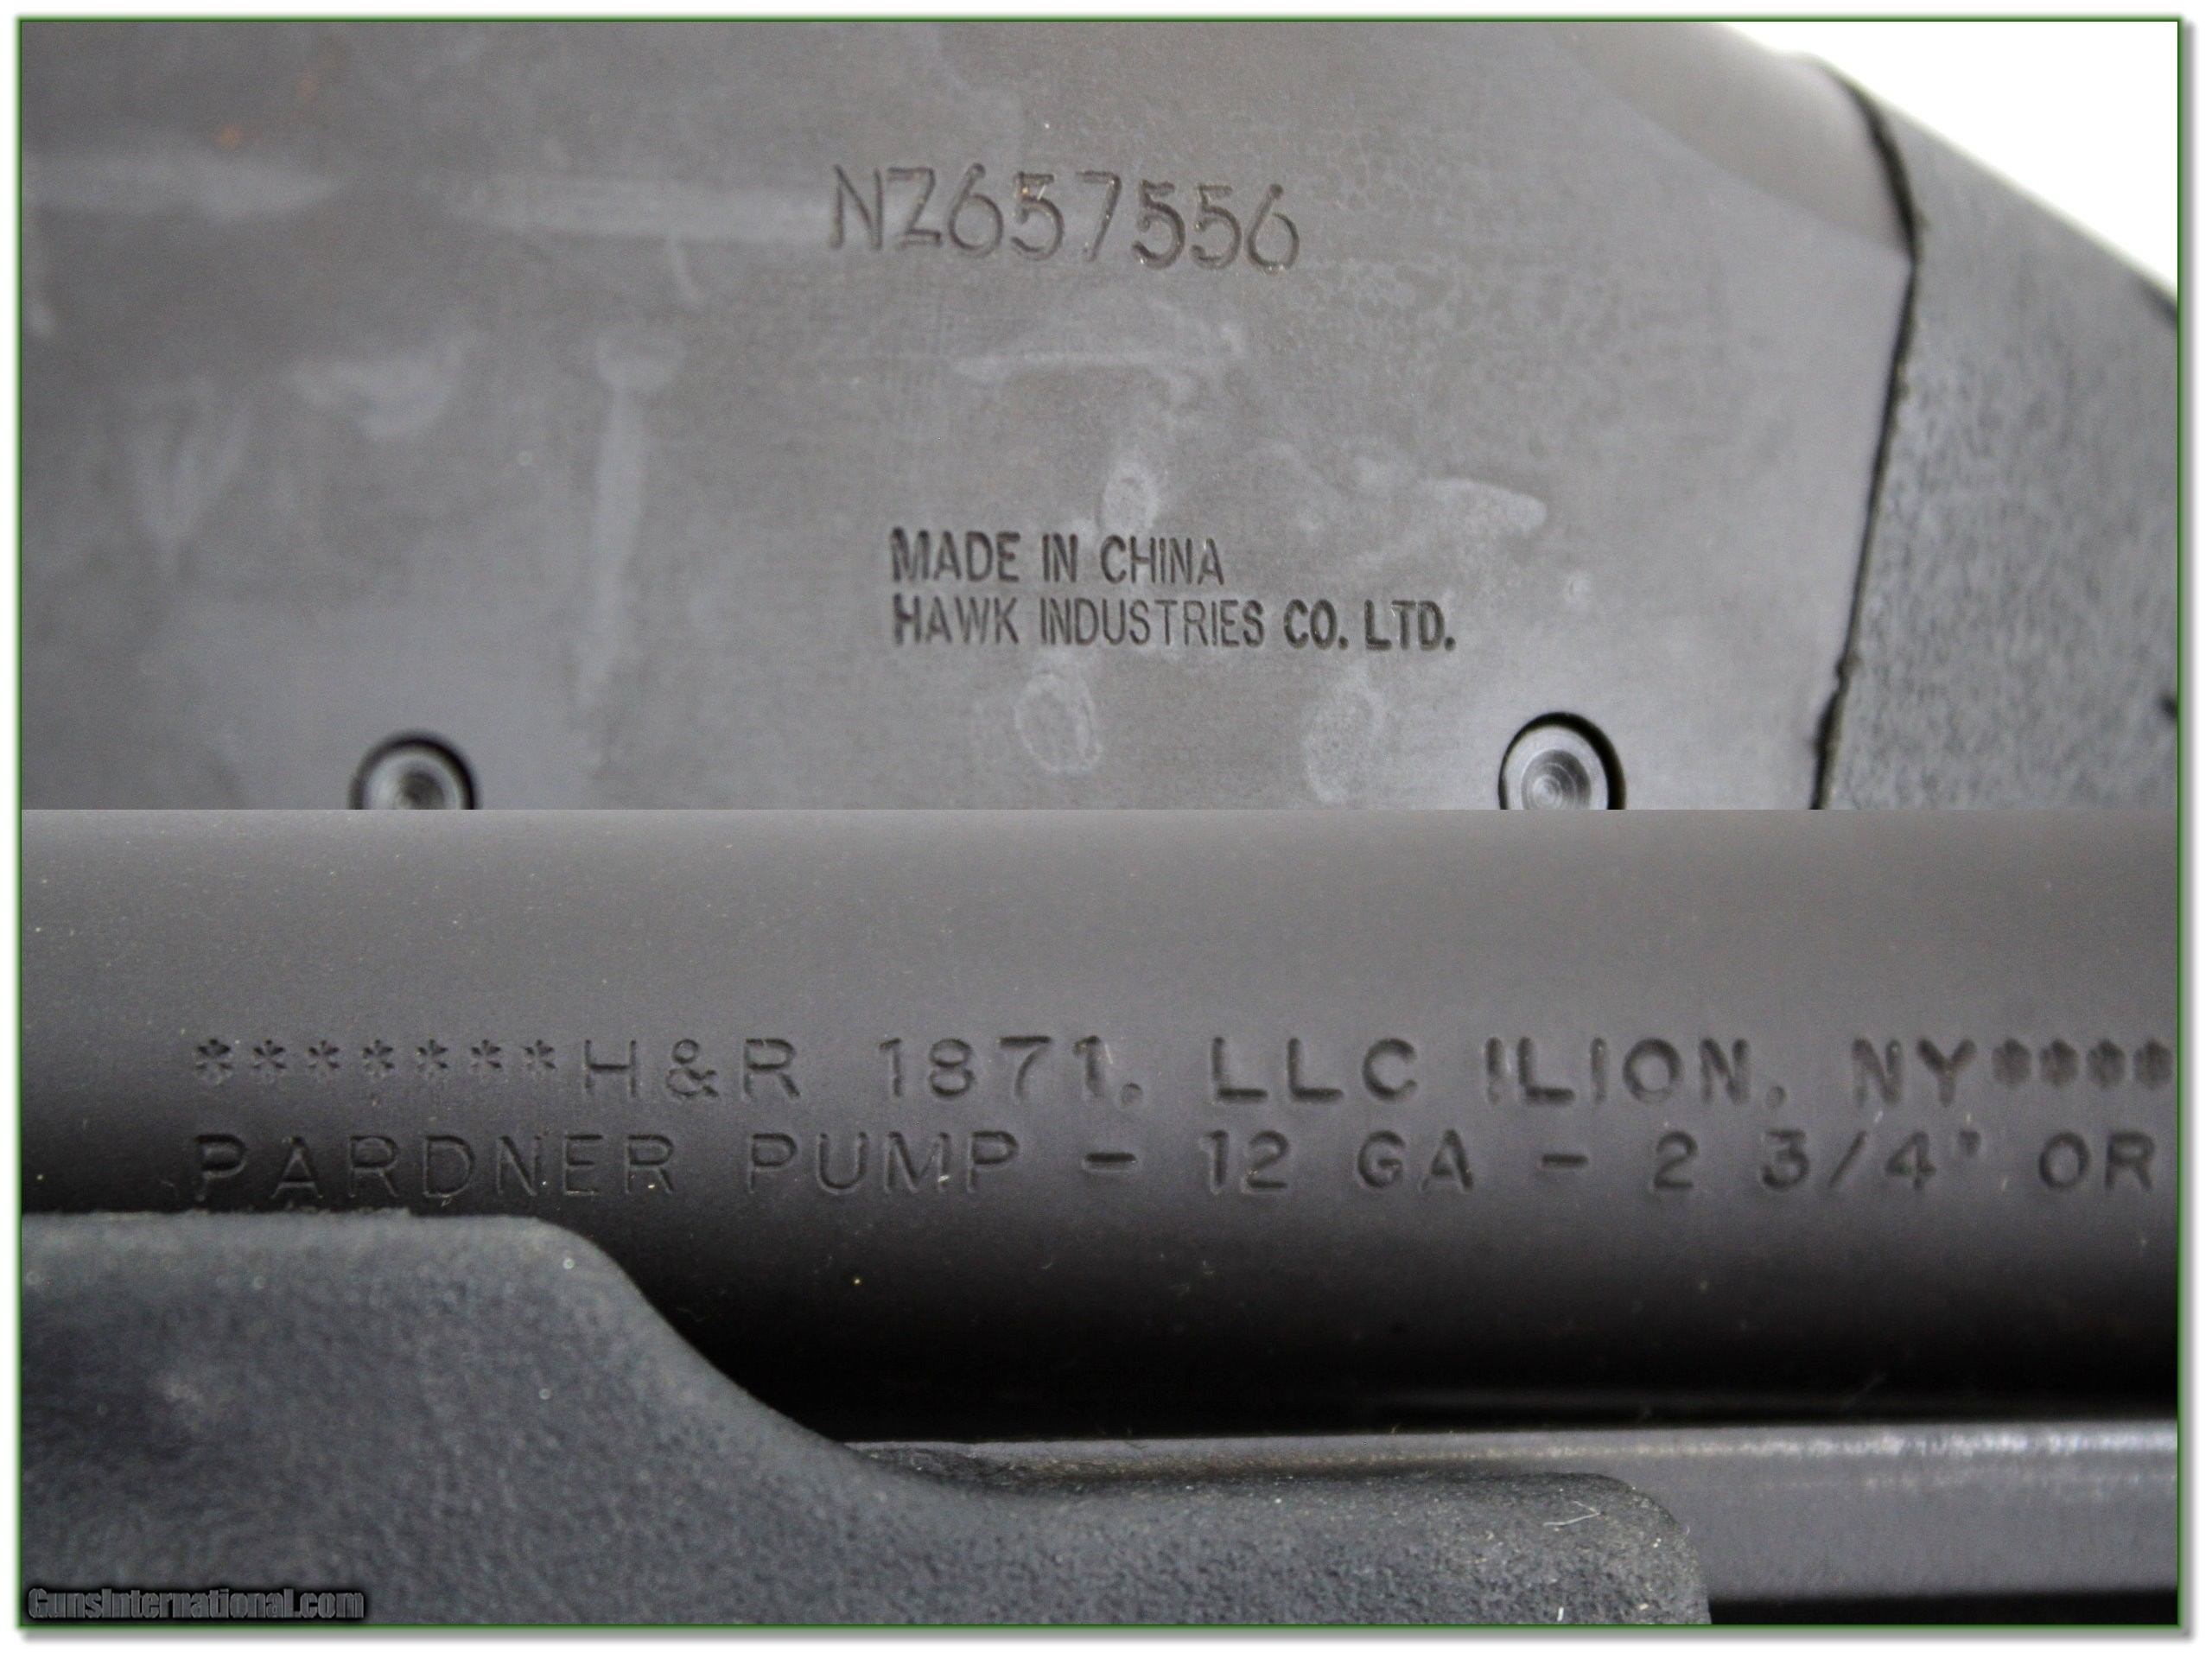 NZ657556
MADE IN CHINA
HAWK INDUSTRIES CO. LTD.
*******H&R 1871, LLC ILION, NY****
PARDNER PUMP - 12 GA - 2 3/4" OR
GunsInternational.com